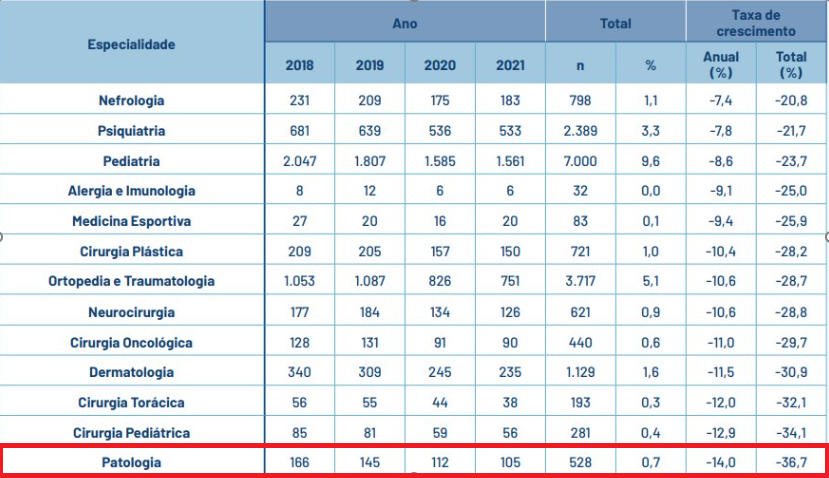 Especialidade Ano Total Taxa de crescimento
2018 2019 2020 2021 n % Anual (%) Total (%)
Nefrologia 231 209 175 183 798 1,1 -7,4 -20,8
Psiquiatria 681 639 536 533 2.389 3,3 -7,8 -21,7
Pediatria 2.047 1.807 1.585 1.561 7.000 9,6 -8,6 -23,7
Alergia e Imunologia 8 12 6 6 32 0,0 -9,1 -25,0
Medicina Esportiva 27 20 16 20 83 0,1 -9,4 -25,9
Cirurgia Plástica 209 205 157 150 721 1,0 -10,4 -28,2
Ortopedia e Traumatologia 1.053 1.087 826 751 3.717 5,1 -10,6 -28,7
Neurocirurgia 177 184 134 126 621 0,9 -10,6 -28,8
Cirurgia Oncológica 128 131 91 90 440 0,6 -11,0 -29,7
Dermatologia 340 309 245 235 1.129 1,6 -11,5 -30,9
Cirurgia Torácica 56 55 44 38 193 0,3 -12,0 -32,1
Cirurgia Pediátrica 85 81 59 56 281 0,4 -12,9 -34,1
Patologia 166 145 112 105 528 0,7 -14,0 -36,7